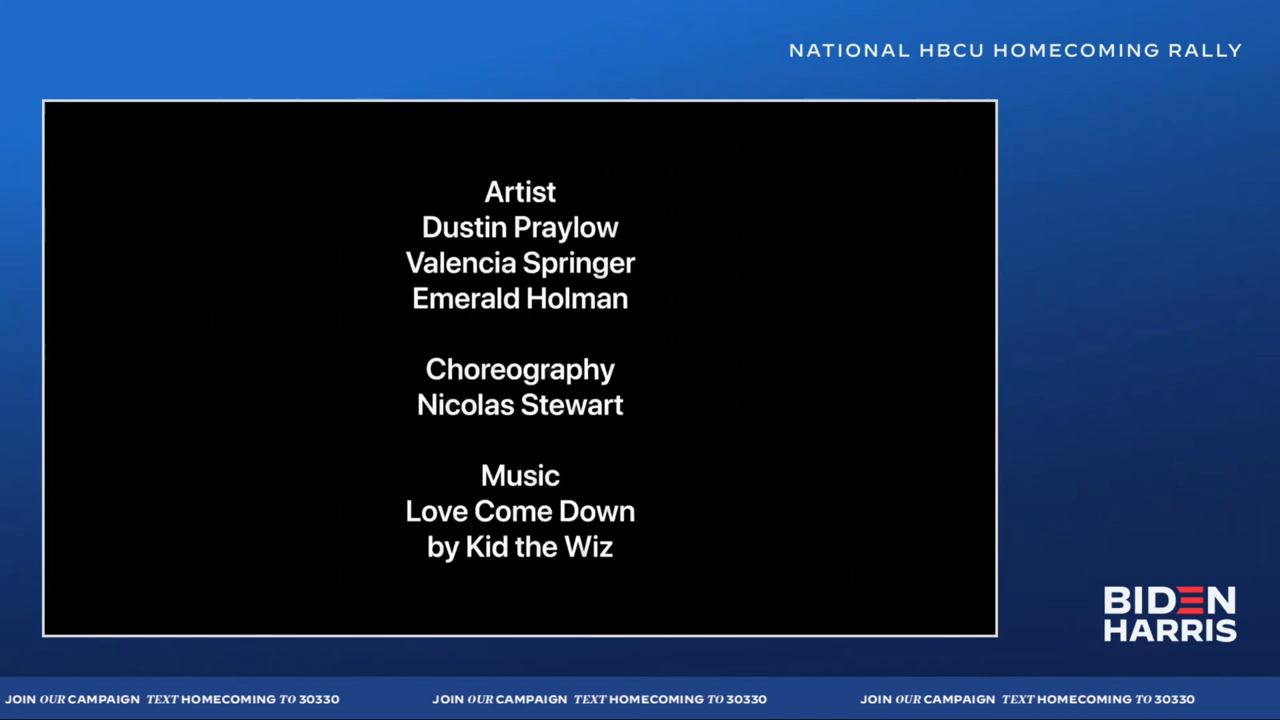 NATIONAL HBCU HOMECOMING RALLY
Artist
Dustin Praylow
Valencia Springer
Emerald Holman
Choreography
Nicolas Stewart
Music
Love Come Down
by Kid the Wiz
BIDEN
HARRIS
JOIN OUR CAMPAIGN TEXT HOMECOMING TO 30330 JOIN OUR CAMPAIGN TEXT HOMECOMING TO 30330 JOIN OUR CAMPAIGN TEXT HOMECOMING TO 30330